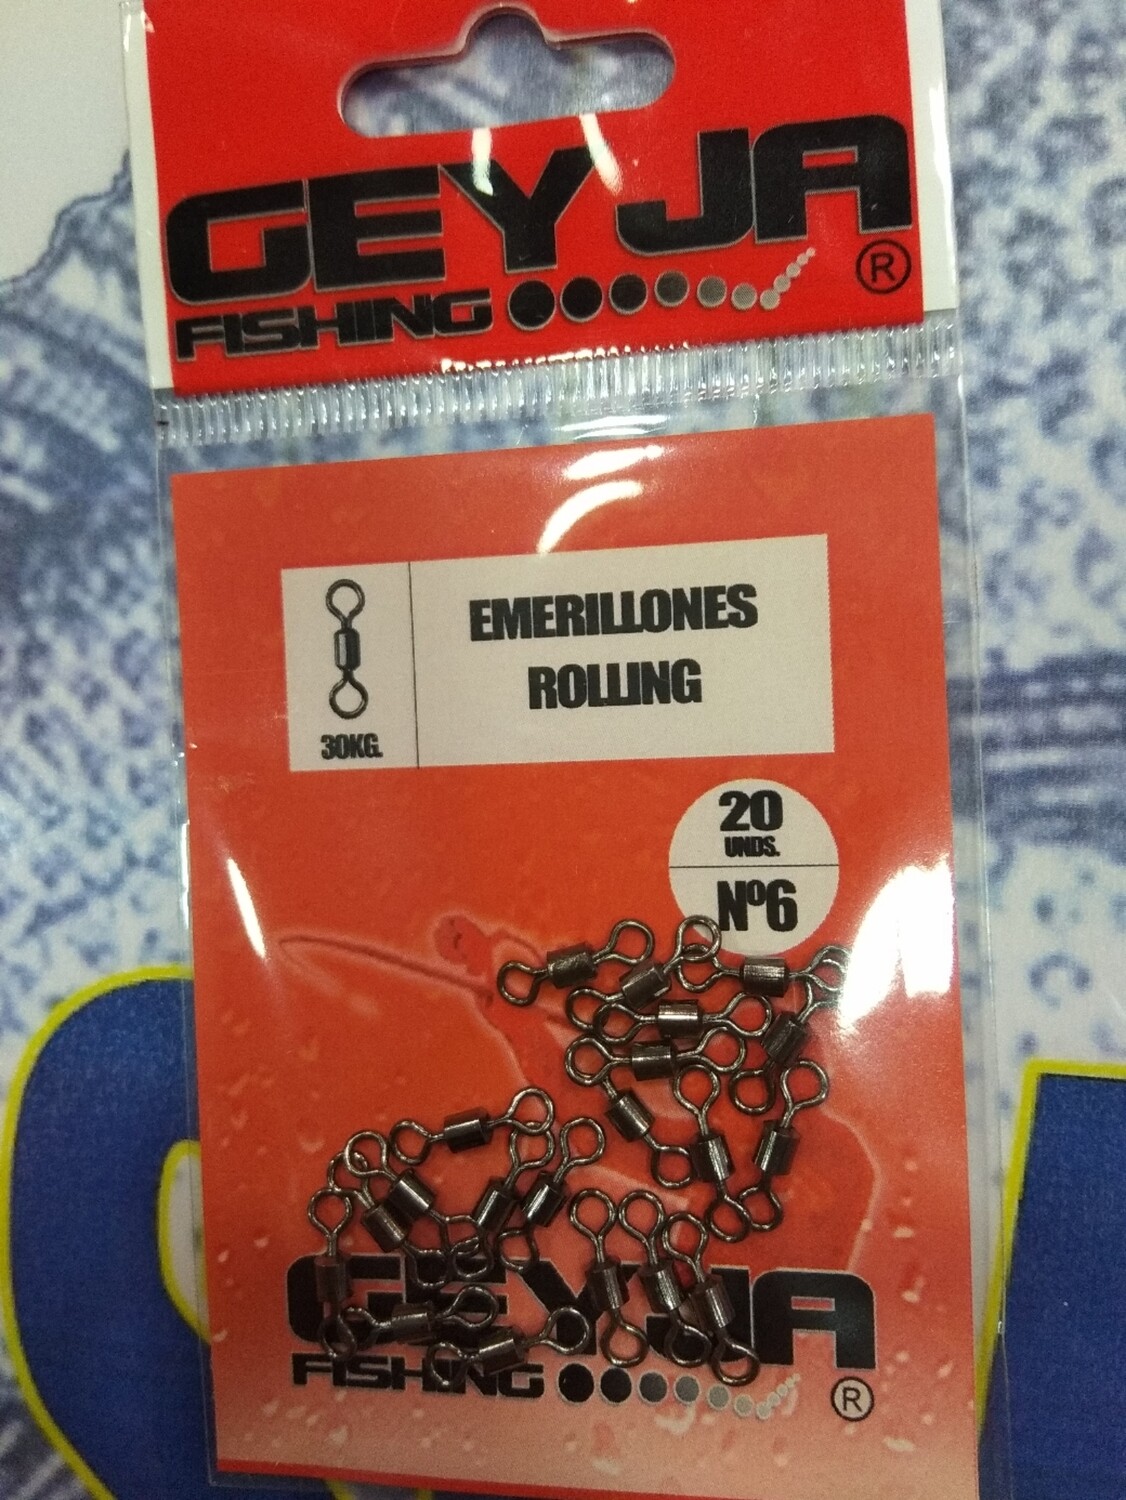 GEYJA
FISHING
®
EMERILLONES
ROLLING
30KG.
20
UNDS.
Nº6
GEYJA
FISHING
®